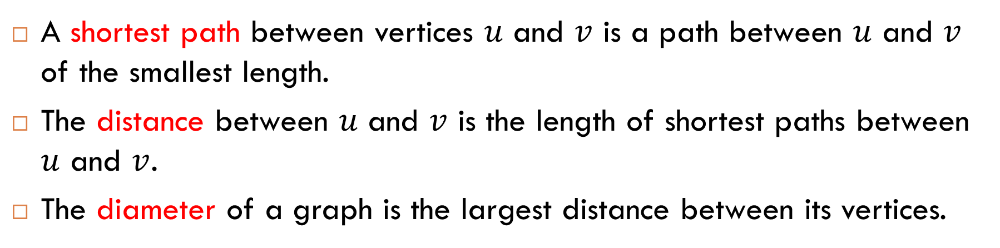 A shortest path between vertices 𝑢 and 𝑣 is a path between 𝑢 and 𝑣
of the smallest length.
The distance between 𝑢 and 𝑣 is the length of shortest paths between
𝑢 and 𝑣.
The diameter of a graph is the largest distance between its vertices.